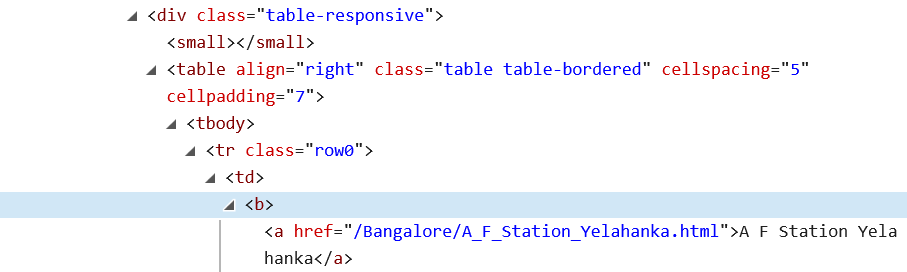 <div class="table-responsive">
<small></small>
<table align="right" class="table table-bordered" cellspacing="5"
cellpadding="7">
<tbody>
<tr class="row0">
<td>
<b>
<a href="/Bangalore/A_F_Station_Yelahanka.html">A F Station Yela
hanka</a>